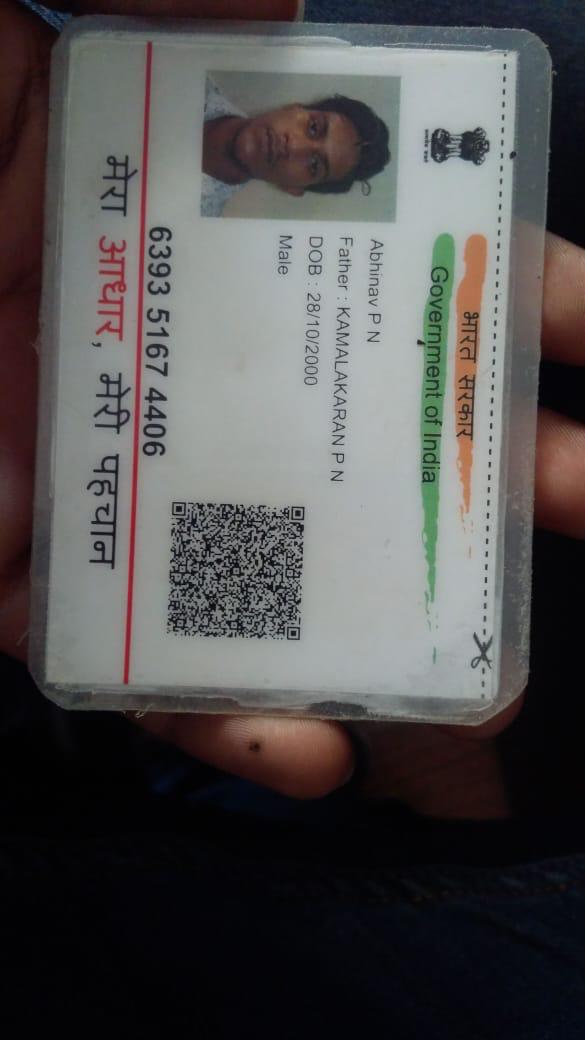 भारत सरकार
Government of India
Abhinav P N
Father : KAMALAKARAN P N
DOB : 28/10/2000
Male
6393 5167 4406
मेरा आधार, मेरी पहचान